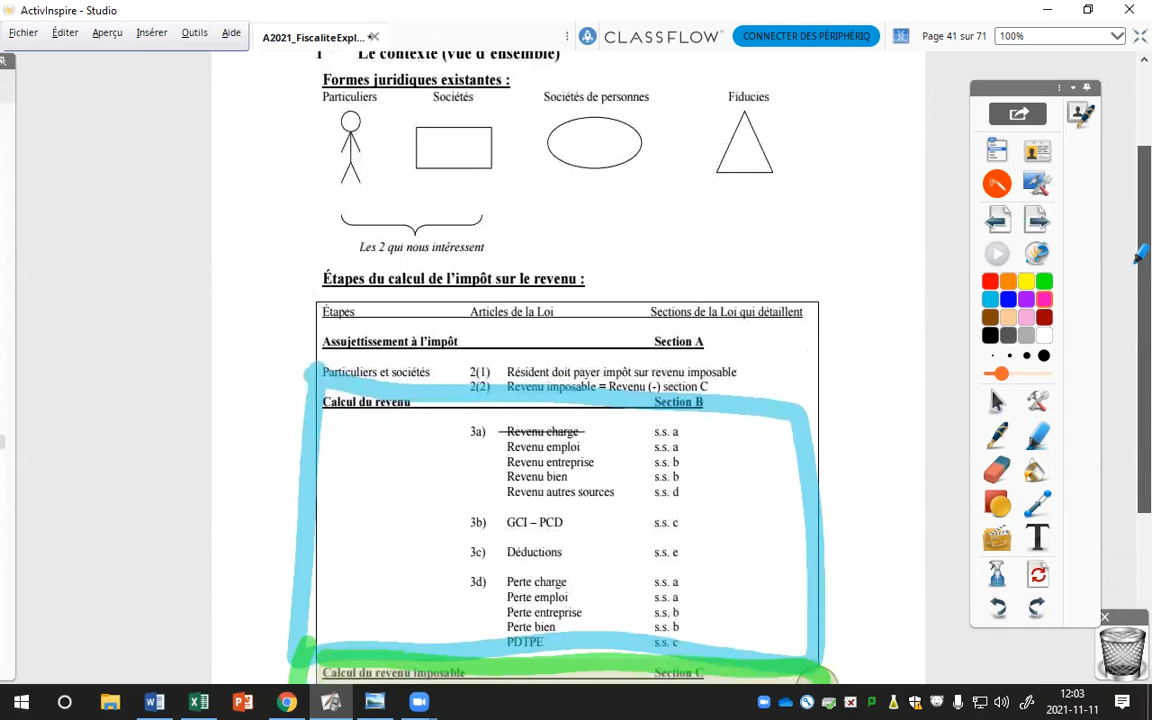 ActivInspire - Studio
Fichier Éditer Aperçu Insérer Outils Aide
A2021_FiscaliteExpl...
CLASSFLOW
CONNECTER DES PÉRIPHÉRIQ
Page 41 sur 71
100%
1 Le contexte (vue d'ensemble)
Formes juridiques existantes :
Particuliers Sociétés Sociétés de personnes Fiducies
Les 2 qui nous intéressent
Étapes du calcul de l'impôt sur le revenu :
Étapes Articles de la Loi Sections de la Loi qui détaillent
Assujettissement à l'impôt Section A
Particuliers et sociétés 2(1) Résident doit payer impôt sur revenu imposable
2(2) Revenu imposable = Revenu (-) section C
Calcul du revenu Section B
3a) Revenu charge s.s. a
Revenu emploi s.s. a
Revenu entreprise s.s. b
Revenu bien s.s. b
Revenu autres sources s.s. d
3b) GCI – PCD s.s. c
3c) Déductions s.s. e
3d) Perte charge s.s. a
Perte emploi s.s. a
Perte entreprise s.s. b
Perte bien s.s. b
PDTPE s.s. c
Calcul du revenu imposable Section C
12:03
2021-11-11